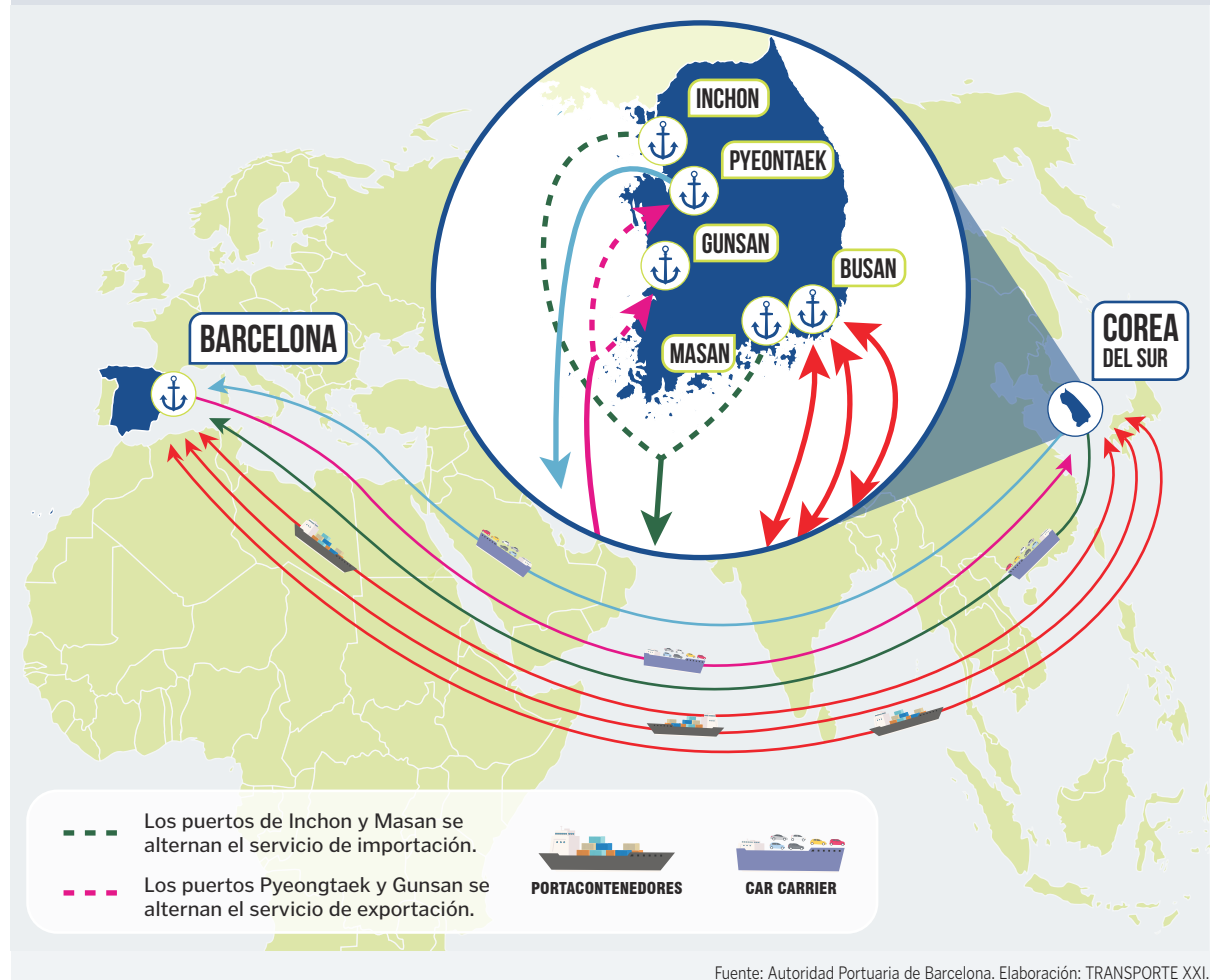 INCHON
PYEONTAEK
GUNSAN
BUSAN
MASAN
BARCELONA
COREA
DEL SUR
Los puertos de Inchon y Masan se
alternan el servicio de importación.
Los puertos Pyeongtaek y Gunsan se
alternan el servicio de exportación.
PORTACONTENEDORES
CAR CARRIER
Fuente: Autoridad Portuaria de Barcelona. Elaboración: TRANSPORTE XXI.